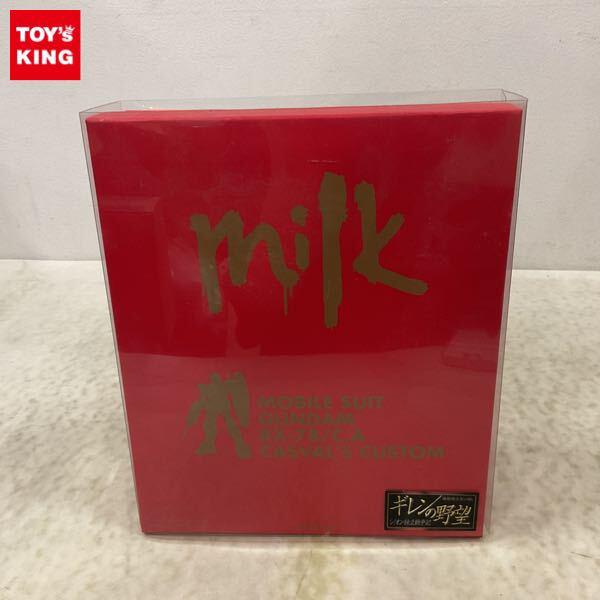 TOY's
KING
milk
MOBILE SUIT
GUNDAM
RX-78/C.A
CASVAL'S CUSTOM
ギレンの野望